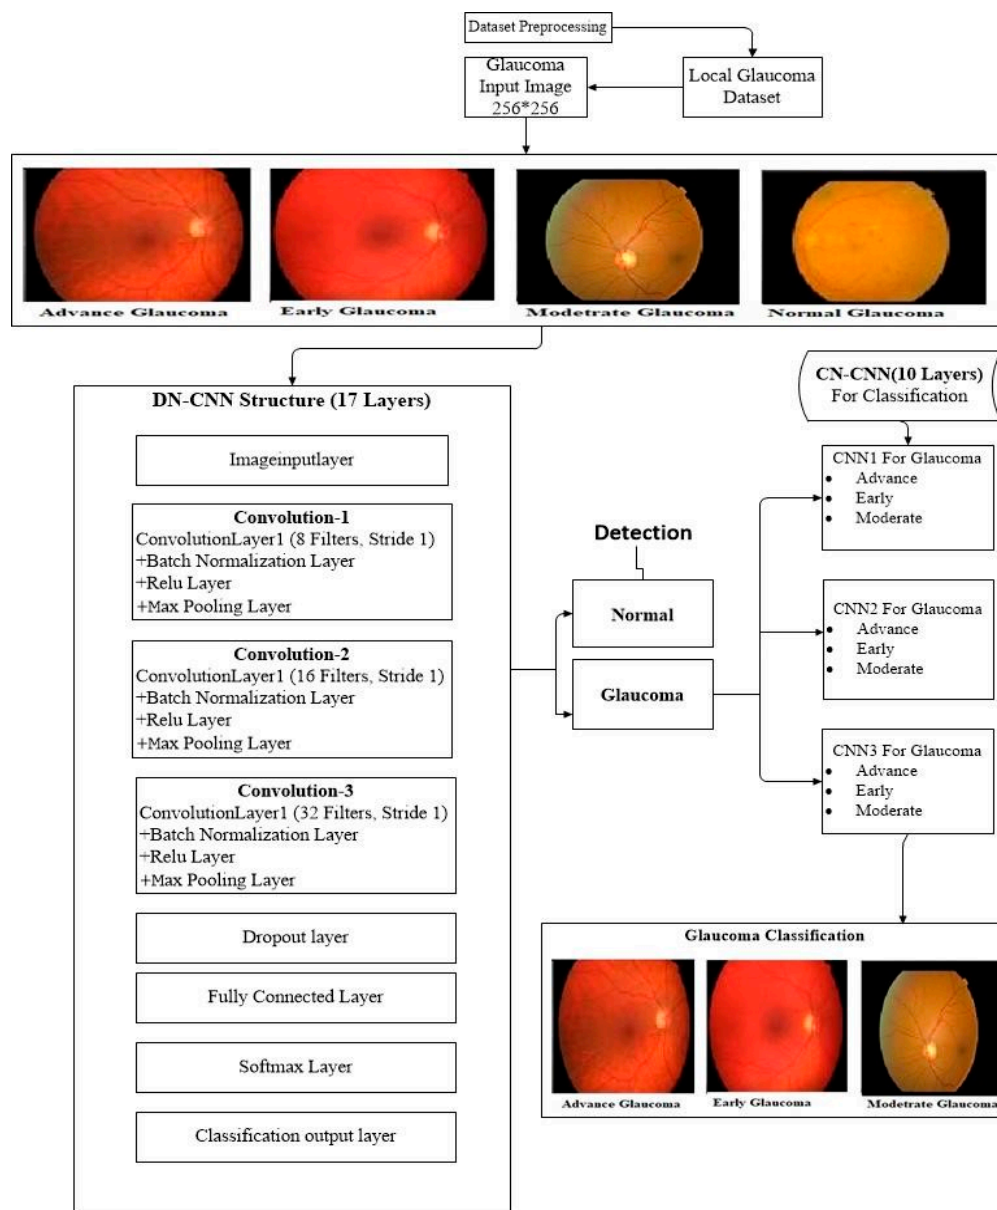 Dataset Preprocessing
Glaucoma
Input Image
256*256
Local Glaucoma
Dataset
Advance Glaucoma
Early Glaucoma
Modetrate Glaucoma
Normal Glaucoma
DN-CNN Structure (17 Layers)
Imageinputlayer
Convolution-1
ConvolutionLayer1 (8 Filters, Stride 1)
+Batch Normalization Layer
+Relu Layer
+Max Pooling Layer
Convolution-2
ConvolutionLayer1 (16 Filters, Stride 1)
+Batch Normalization Layer
+Relu Layer
+Max Pooling Layer
Convolution-3
ConvolutionLayer1 (32 Filters, Stride 1)
+Batch Normalization Layer
+Relu Layer
+Max Pooling Layer
Dropout layer
Fully Connected Layer
Softmax Layer
Classification output layer
Detection
Normal
Glaucoma
CN-CNN(10 Layers)
For Classification
CNN1 For Glaucoma
• Advance
• Early
• Moderate
CNN2 For Glaucoma
• Advance
• Early
• Moderate
CNN3 For Glaucoma
• Advance
• Early
• Moderate
Glaucoma Classification
Advance Glaucoma
Early Glaucoma
Modetrate Glaucoma